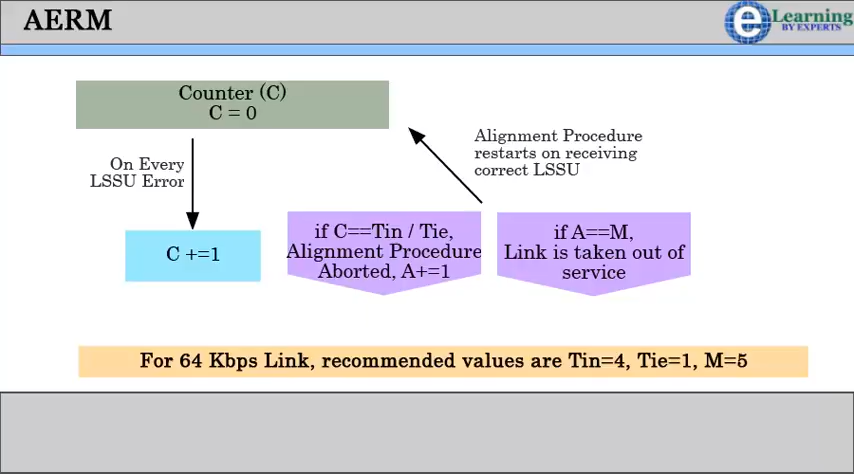 AERM
eLearning
BY EXPERTS
Counter (C)
C = 0
On Every
LSSU Error
Alignment Procedure
restarts on receiving
correct LSSU
C +=1
if C==Tin / Tie,
Alignment Procedure
Aborted, A+=1
if A==M,
Link is taken out of
service
For 64 Kbps Link, recommended values are Tin=4, Tie=1, M=5